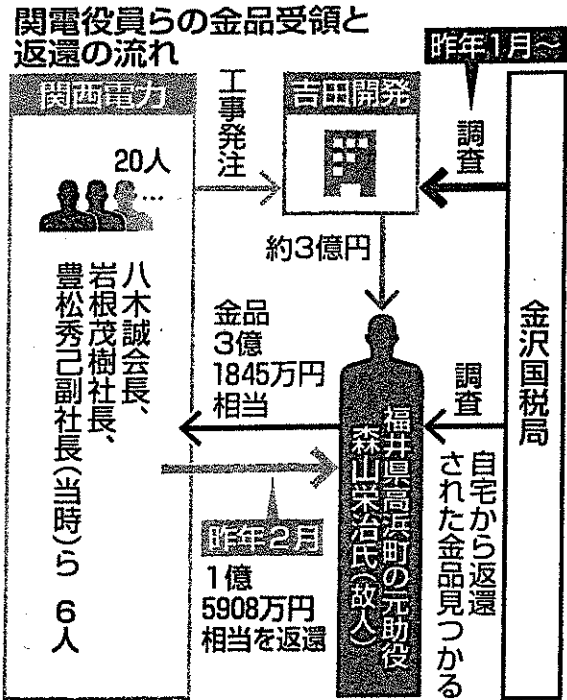 関電役員らの金品受領と
返還の流れ
昨年1月～
関西電力
工事発注
吉田開発
調査
20人
…
約3億円
八木誠会長、
岩根茂樹社長、
豊松秀己副社長(当時)ら 6人
金品
3億
1845万円
相当
福井県高浜町の元助役
森山栄治氏(故人)
調査
金沢国税局
自宅から返還
された金品見つかる
昨年2月
1億
5908万円
相当を返還